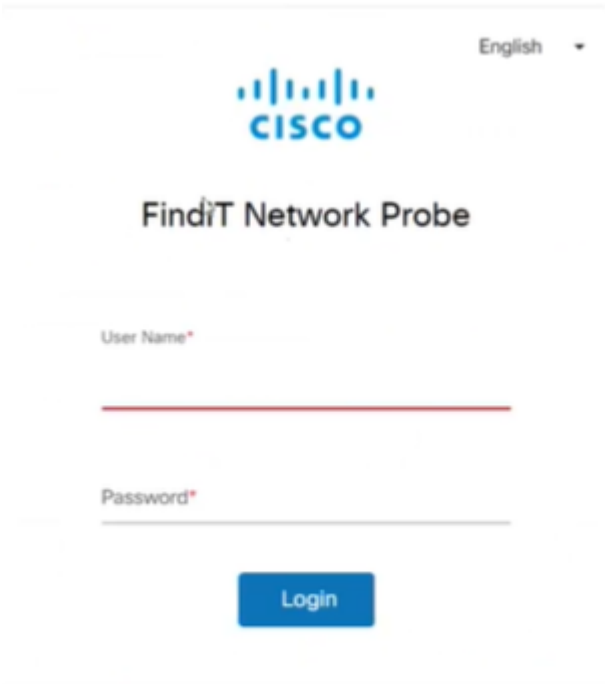 English
CISCO
FindIT Network Probe
User Name*
Password*
Login